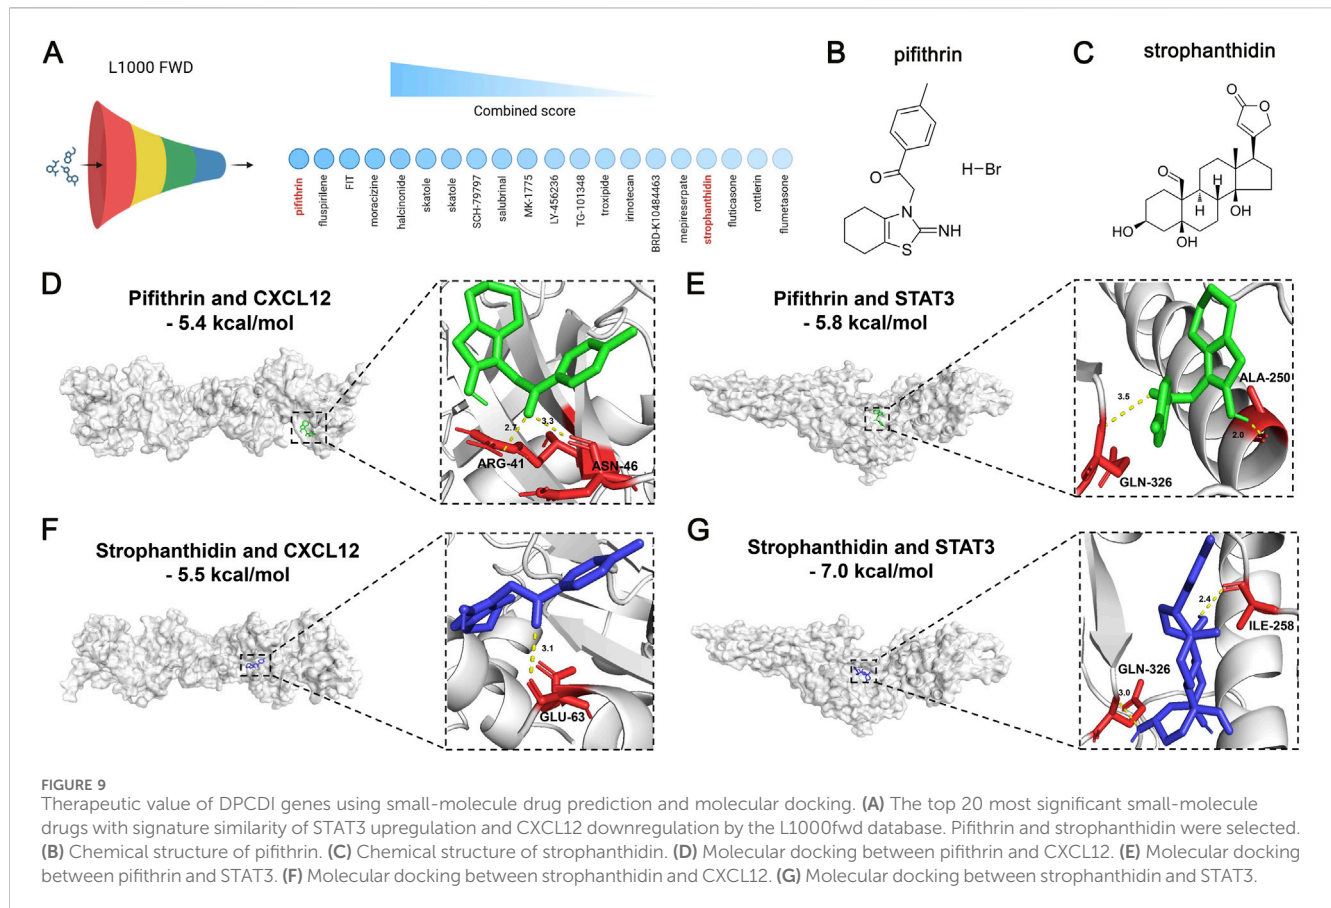 A
L1000 FWD
Combined score
pifithrin
fluspirilene
FIT
moracizine
halcinonide
skatole
skatole
SCH-79797
salubrinal
MK-1775
LY-456236
TG-101348
troxipide
irinotecan
BRD-K10484463
mepireserpate
strophanthidin
fluticasone
rottlerin
flumetasone
B
pifithrin
O
N
S
NH
H–Br
C
strophanthidin
O
O
O
H
H
OH
HO
OH
D
Pifithrin and CXCL12
- 5.4 kcal/mol
2.7
3.3
ARG-41
ASN-46
E
Pifithrin and STAT3
- 5.8 kcal/mol
3.5
ALA-250
2.0
GLN-326
F
Strophanthidin and CXCL12
- 5.5 kcal/mol
3.1
GLU-63
G
Strophanthidin and STAT3
- 7.0 kcal/mol
2.4
ILE-258
GLN-326
3.0
FIGURE 9
Therapeutic value of DPCDI genes using small-molecule drug prediction and molecular docking. (A) The top 20 most significant small-molecule
drugs with signature similarity of STAT3 upregulation and CXCL12 downregulation by the L1000fwd database. Pifithrin and strophanthidin were selected.
(B) Chemical structure of pifithrin. (C) Chemical structure of strophanthidin. (D) Molecular docking between pifithrin and CXCL12. (E) Molecular docking
between pifithrin and STAT3. (F) Molecular docking between strophanthidin and CXCL12. (G) Molecular docking between strophanthidin and STAT3.